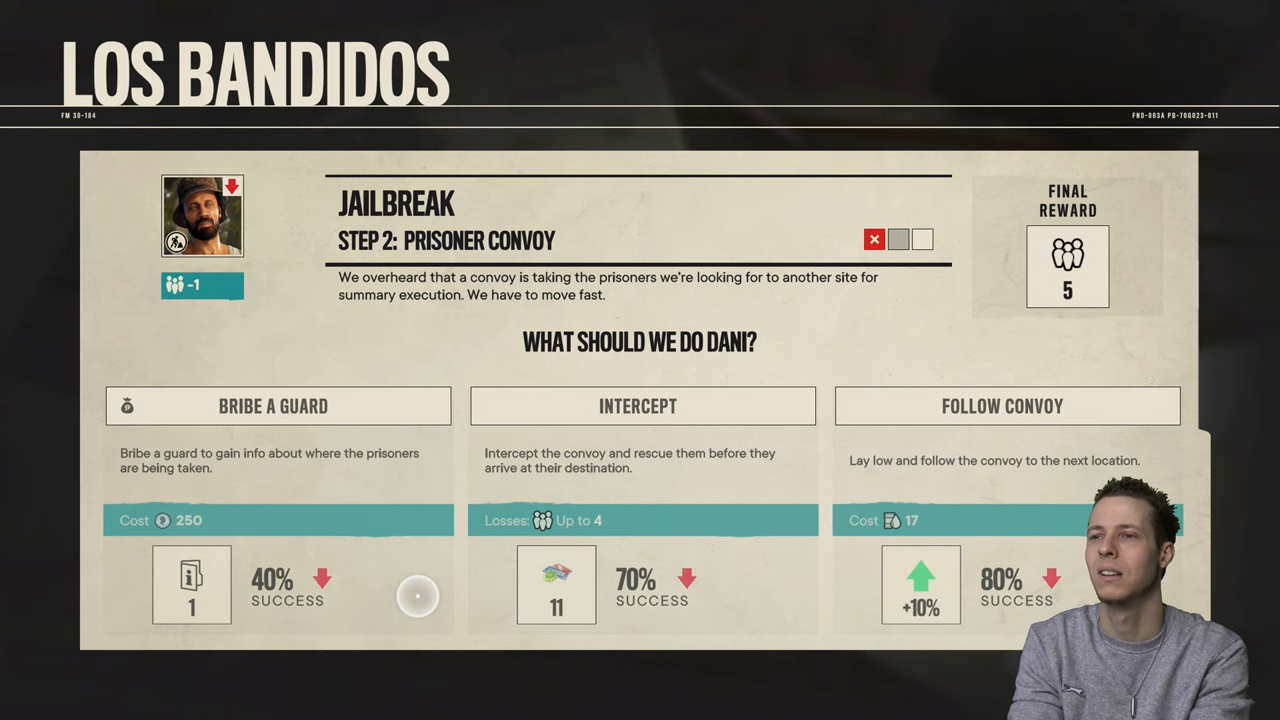 LOS BANDIDOS
FM 30-184
FND-003A PB-706023-011
JAILBREAK
STEP 2: PRISONER CONVOY
FINAL
REWARD
-1
5
We overheard that a convoy is taking the prisoners we're looking for to another site for
summary execution. We have to move fast.
WHAT SHOULD WE DO DANI?
BRIBE A GUARD
Bribe a guard to gain info about where the prisoners
are being taken.
Cost 250
1
40%
SUCCESS
INTERCEPT
Intercept the convoy and rescue them before they
arrive at their destination.
Losses: Up to 4
11
70%
SUCCESS
FOLLOW CONVOY
Lay low and follow the convoy to the next location.
Cost 17
+10%
80%
SUCCESS